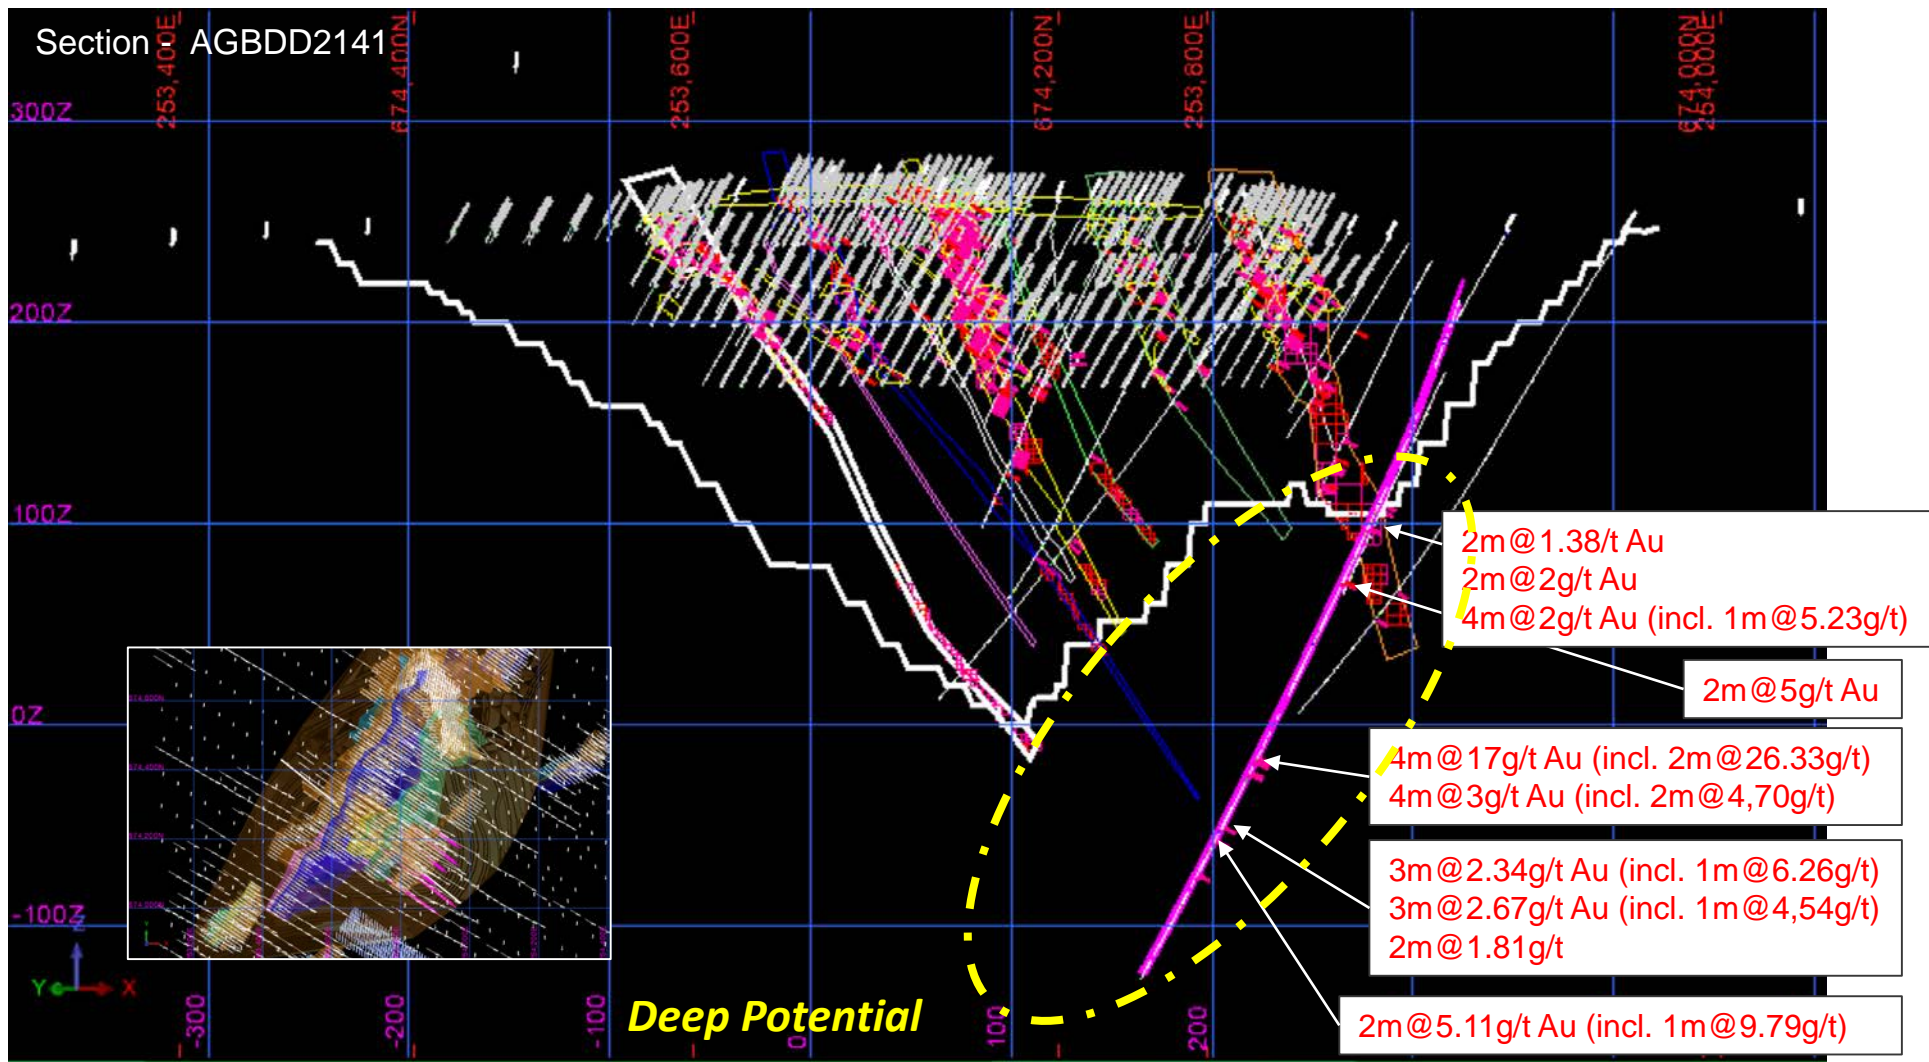 Section - AGBDD2141
253,400E
674,400N
253,600E
674,200N
253,800E
674,000N
254,000E
300Z
200Z
100Z
0Z
-100Z
2m@1.38/t Au
2m@2g/t Au
4m@2g/t Au (incl. 1m@5.23g/t)
2m@5g/t Au
4m@17g/t Au (incl. 2m@26.33g/t)
4m@3g/t Au (incl. 2m@4,70g/t)
3m@2.34g/t Au (incl. 1m@6.26g/t)
3m@2.67g/t Au (incl. 1m@4,54g/t)
2m@1.81g/t
2m@5.11g/t Au (incl. 1m@9.79g/t)
Deep Potential
Z
Y X
-300
-200
-100
0
100
200